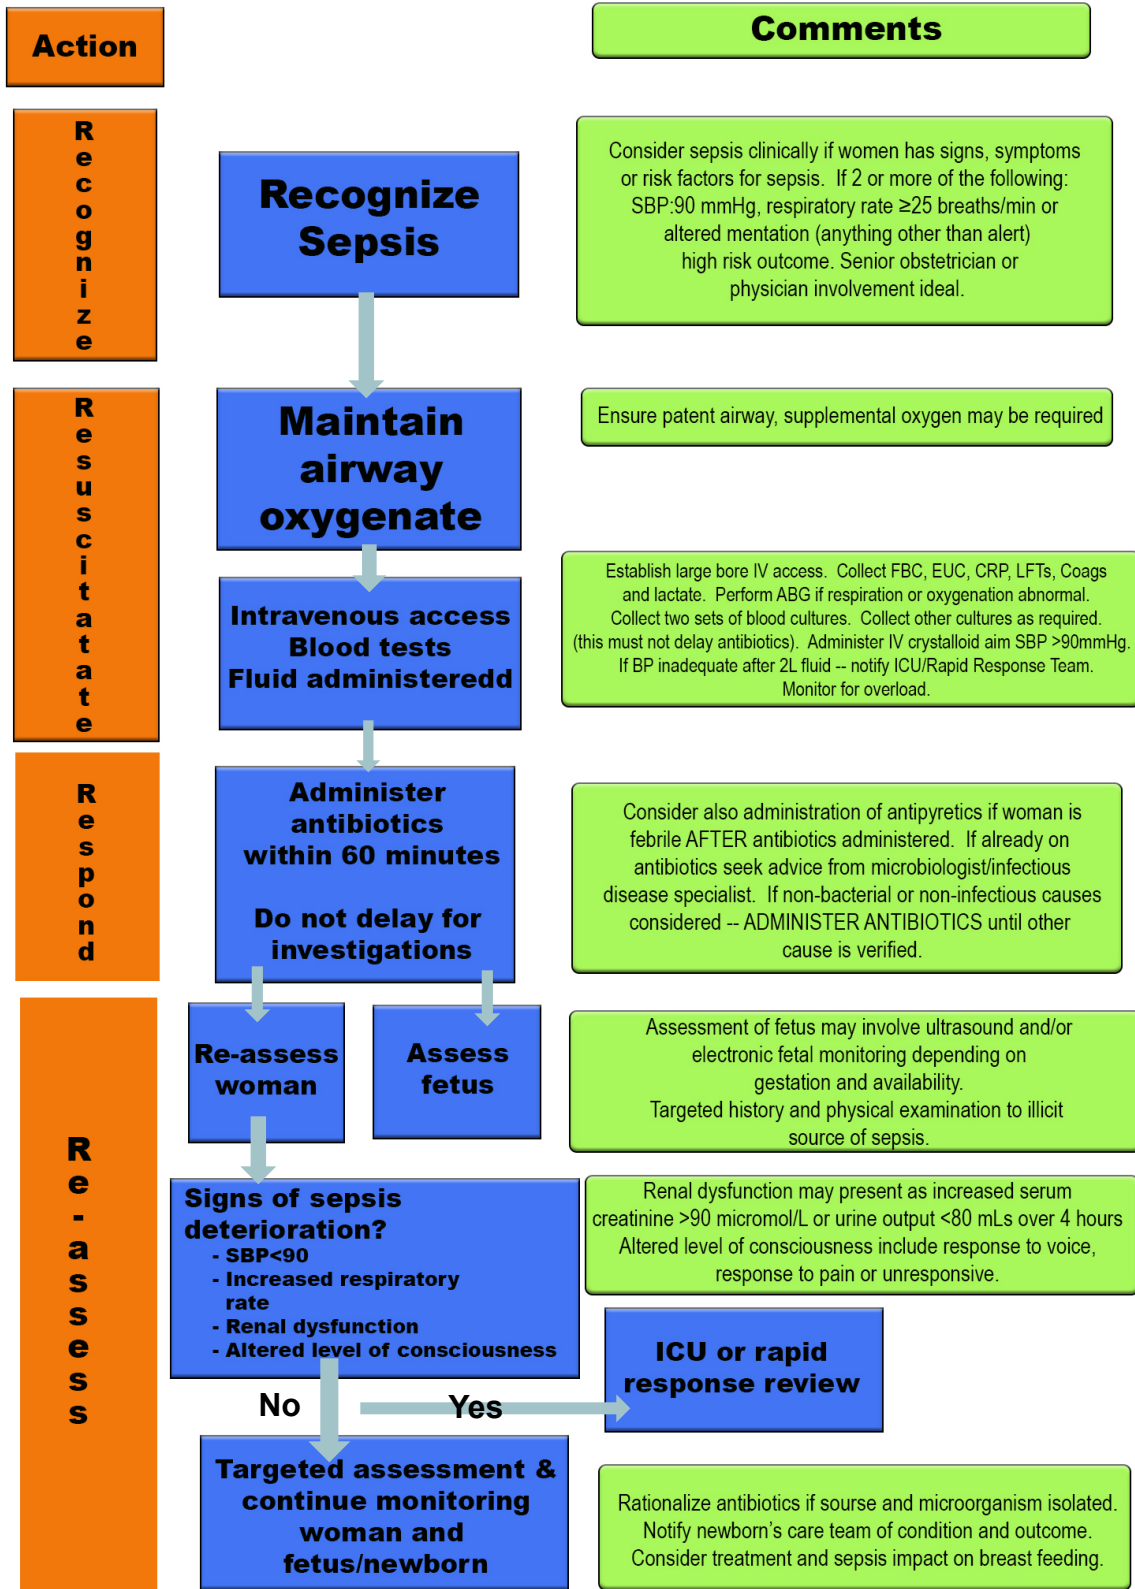 Action
Comments
Recognize
Recognize
Sepsis
Consider sepsis clinically if women has signs, symptoms
or risk factors for sepsis. If 2 or more of the following:
SBP:90 mmHg, respiratory rate ≥25 breaths/min or
altered mentation (anything other than alert)
high risk outcome. Senior obstetrician or
physician involvement ideal.
Resuscitatate
Maintain
airway
oxygenate
Ensure patent airway, supplemental oxygen may be required
Intravenous access
Blood tests
Fluid administeredd
Establish large bore IV access. Collect FBC, EUC, CRP, LFTs, Coags
and lactate. Perform ABG if respiration or oxygenation abnormal.
Collect two sets of blood cultures. Collect other cultures as required.
(this must not delay antibiotics). Administer IV crystalloid aim SBP >90mmHg.
If BP inadequate after 2L fluid -- notify ICU/Rapid Response Team.
Monitor for overload.
Respond
Administer
antibiotics
within 60 minutes
Do not delay for
investigations
Consider also administration of antipyretics if woman is
febrile AFTER antibiotics administered. If already on
antibiotics seek advice from microbiologist/infectious
disease specialist. If non-bacterial or non-infectious causes
considered -- ADMINISTER ANTIBIOTICS until other
cause is verified.
Re-assess
Re-assess
woman
Assess
fetus
Assessment of fetus may involve ultrasound and/or
electronic fetal monitoring depending on
gestation and availability.
Targeted history and physical examination to illicit
source of sepsis.
Signs of sepsis
deterioration?
- SBP<90
- Increased respiratory
rate
- Renal dysfunction
- Altered level of consciousness
Renal dysfunction may present as increased serum
creatinine >90 micromol/L or urine output <80 mLs over 4 hours
Altered level of consciousness include response to voice,
response to pain or unresponsive.
ICU or rapid
response review
No
Yes
Targeted assessment &
continue monitoring
woman and
fetus/newborn
Rationalize antibiotics if sourse and microorganism isolated.
Notify newborn's care team of condition and outcome.
Consider treatment and sepsis impact on breast feeding.